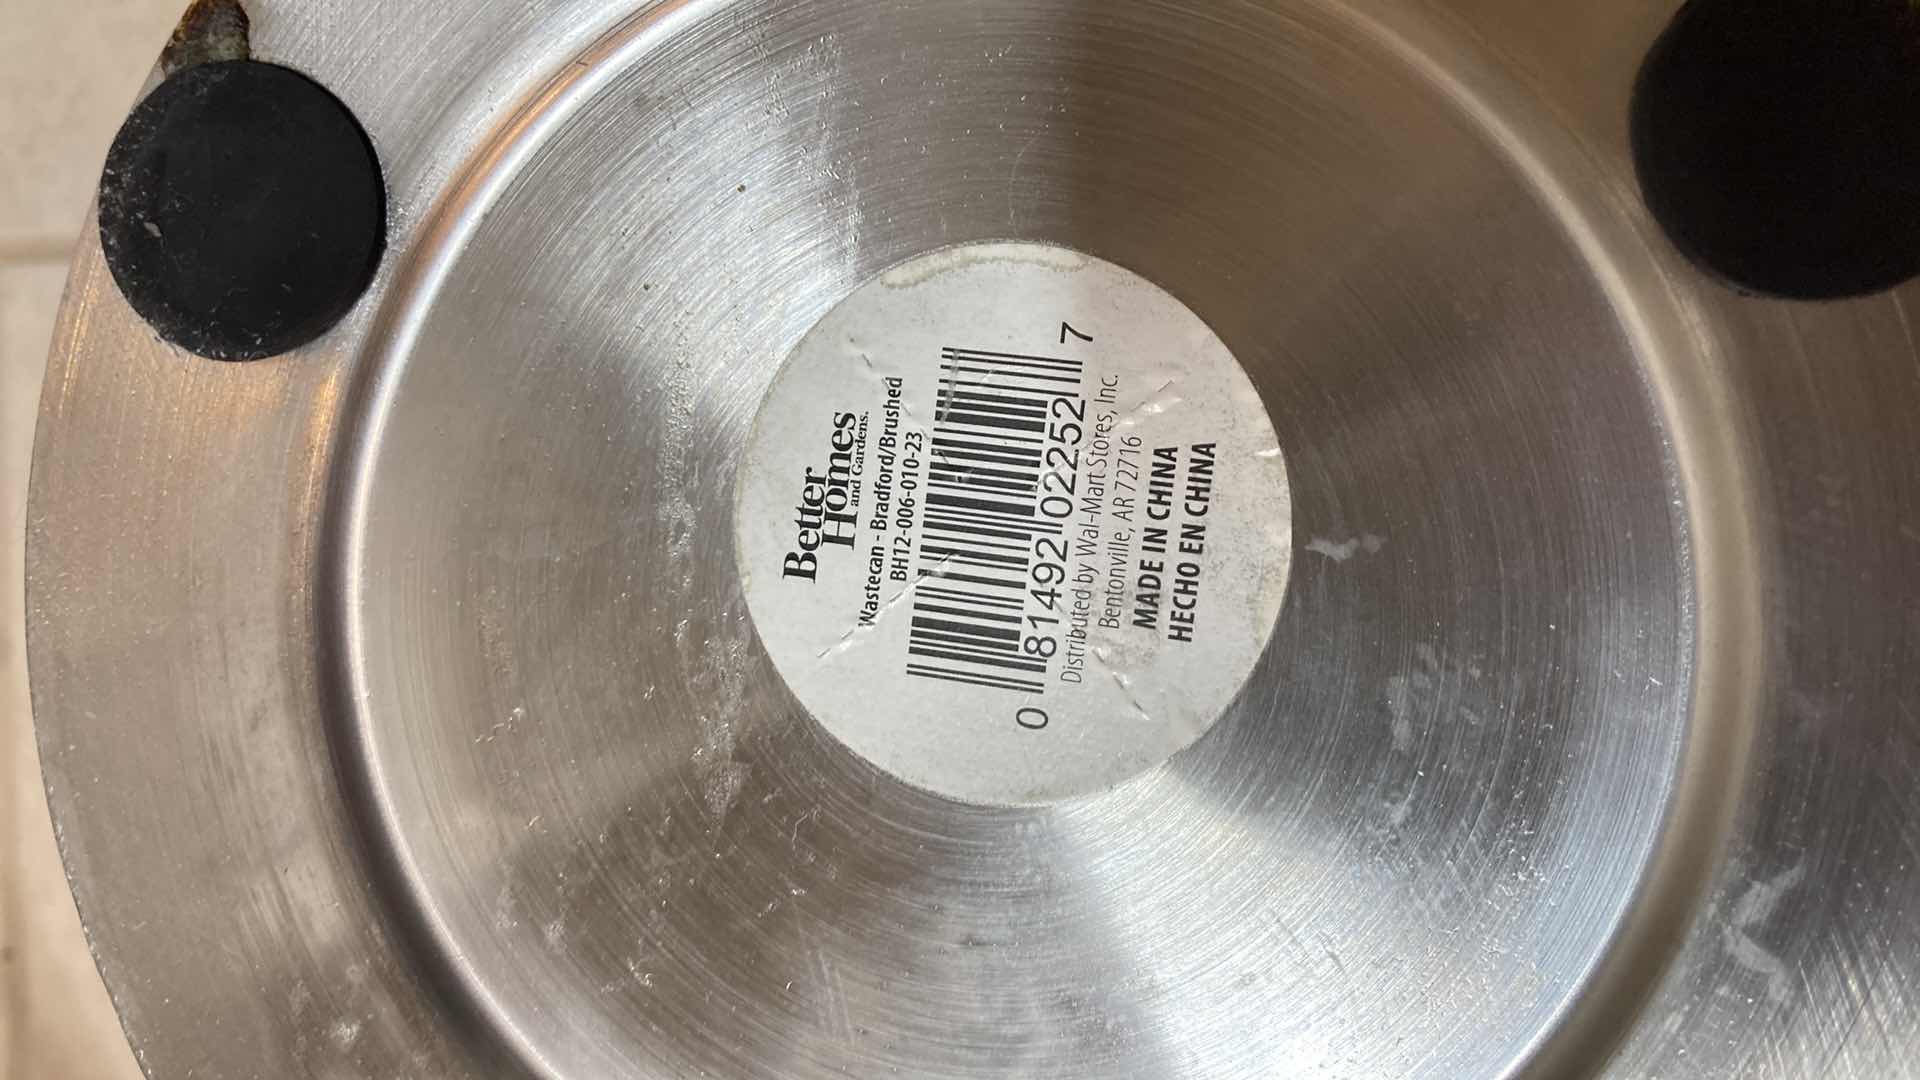 Better
Homes
and Gardens.
Wastecan - Bradford/Brushed
BH12-006-010-23
0 81492 02252 7
Distributed by Wal-Mart Stores, Inc.
Bentonville, AR 72716
MADE IN CHINA
HECHO EN CHINA